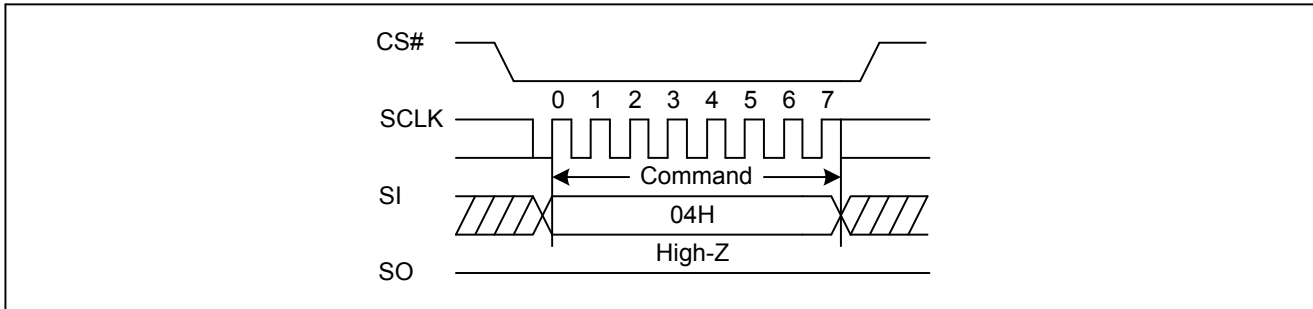 CS#
0 1 2 3 4 5 6 7
SCLK
Command
SI
04H
High-Z
SO